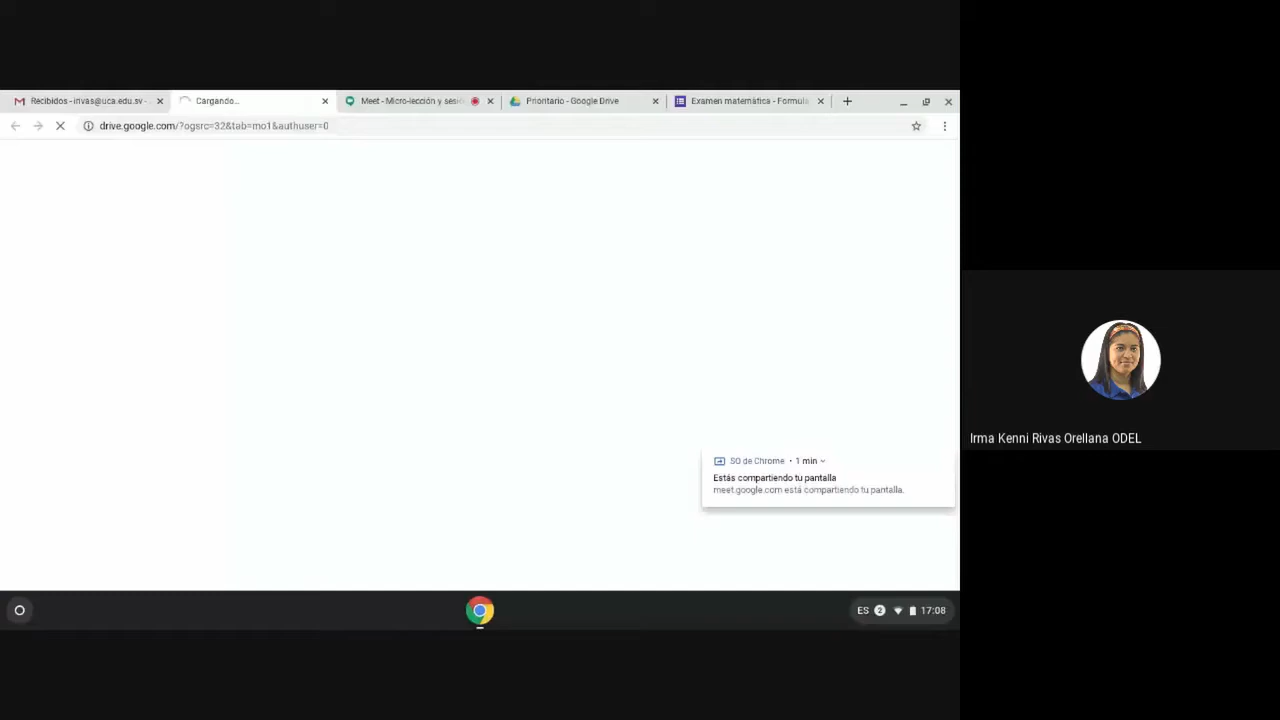 Recibidos - irivas@uca.edu.sv -
Cargando...
Meet - Micro-lección y sesió
Prioritario - Google Drive
Examen matemática - Formula
drive.google.com/?ogsrc=32&tab=mo1&authuser=0
SO de Chrome • 1 min
Estás compartiendo tu pantalla
meet.google.com está compartiendo tu pantalla.
Irma Kenni Rivas Orellana ODEL
ES 2 17:08